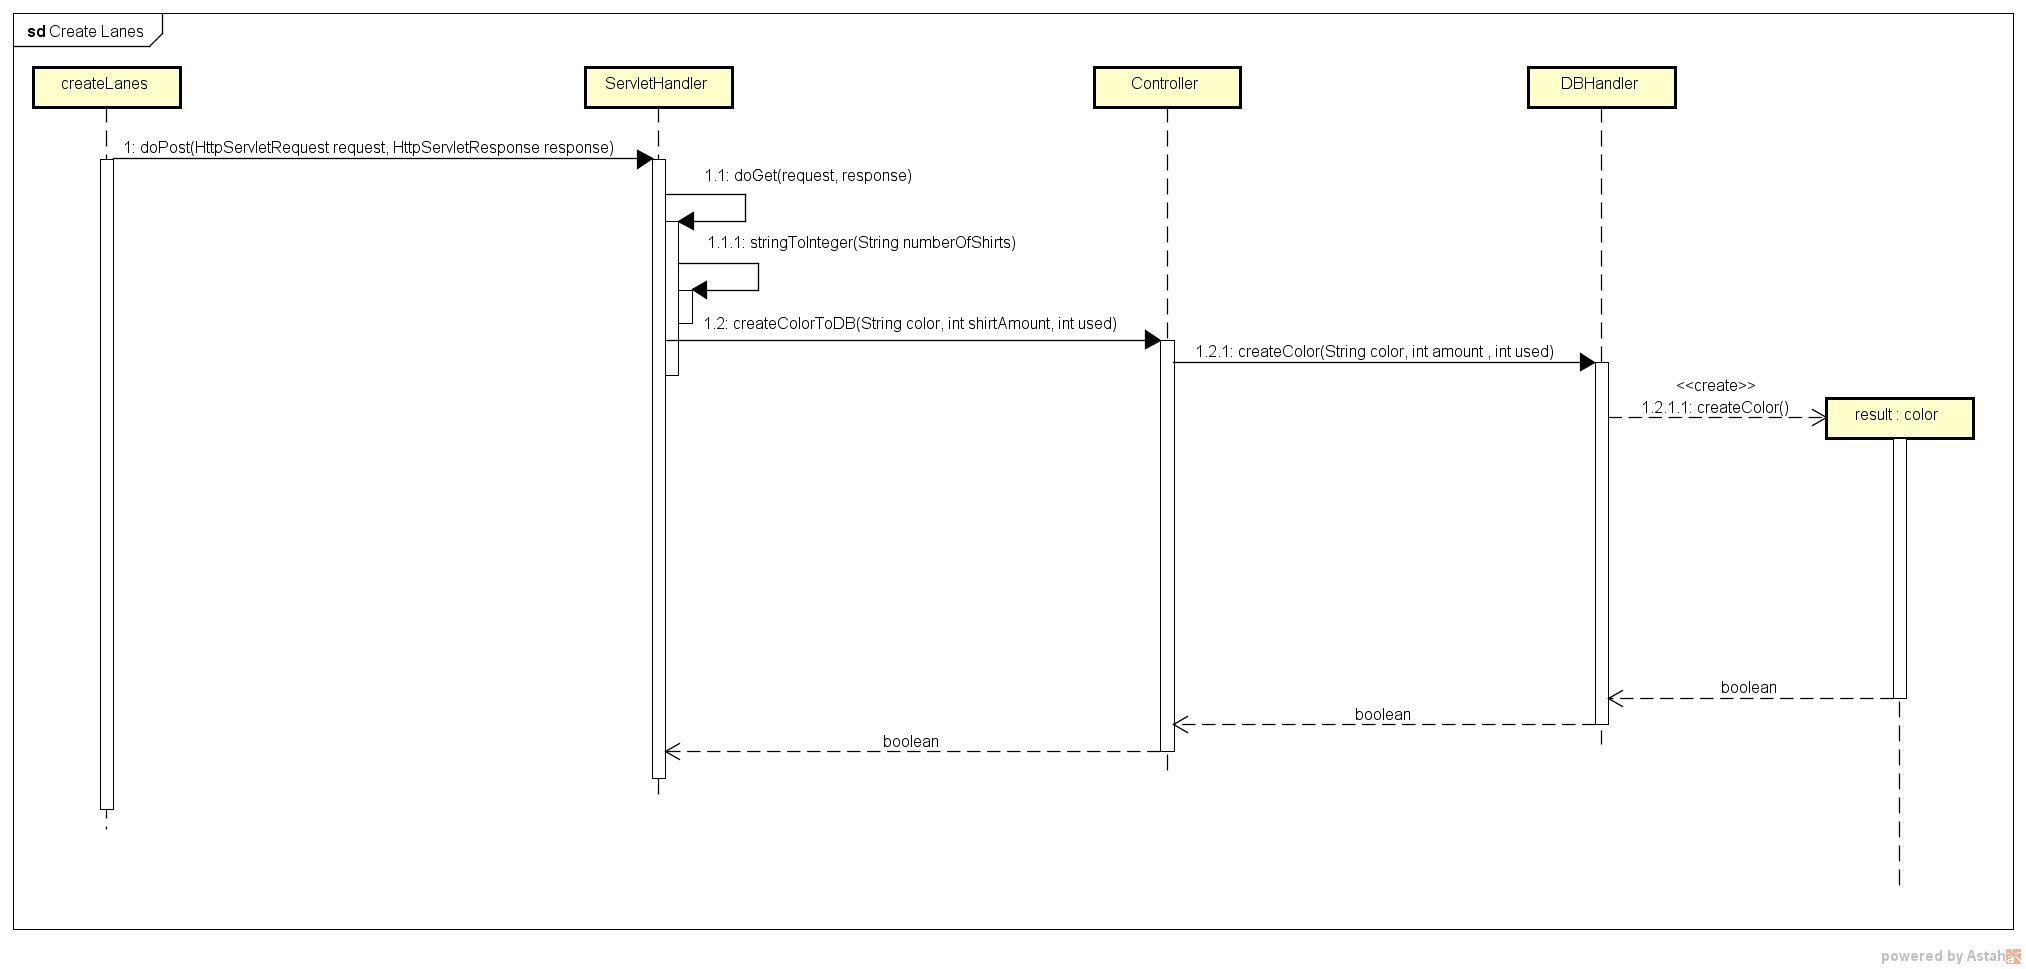 sd Create Lanes
createLanes
ServletHandler
Controller
DBHandler
1: doPost(HttpServletRequest request, HttpServletResponse response)
1.1: doGet(request, response)
1.1.1: stringToInteger(String numberOfShirts)
1.2: createColorToDB(String color, int shirtAmount, int used)
1.2.1: createColor(String color, int amount , int used)
<<create>>
1.2.1.1: createColor()
result : color
boolean
boolean
boolean
powered by Astah